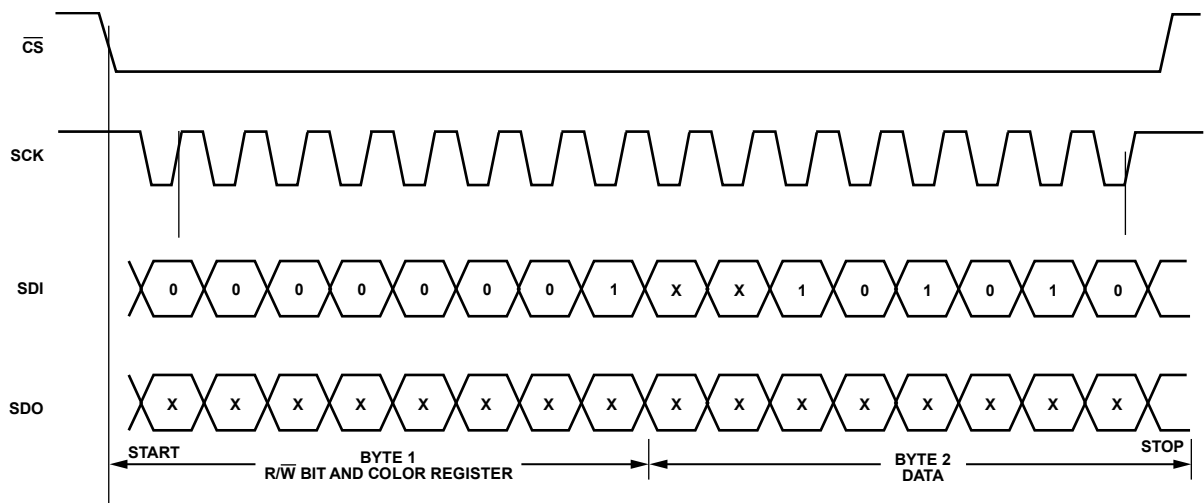 CS
SCK
SDI 0 0 0 0 0 0 0 1 X X 1 0 1 0 1 0
SDO X X X X X X X X X X X X X X X X
START BYTE 1 BYTE 2 STOP
R/W BIT AND COLOR REGISTER DATA